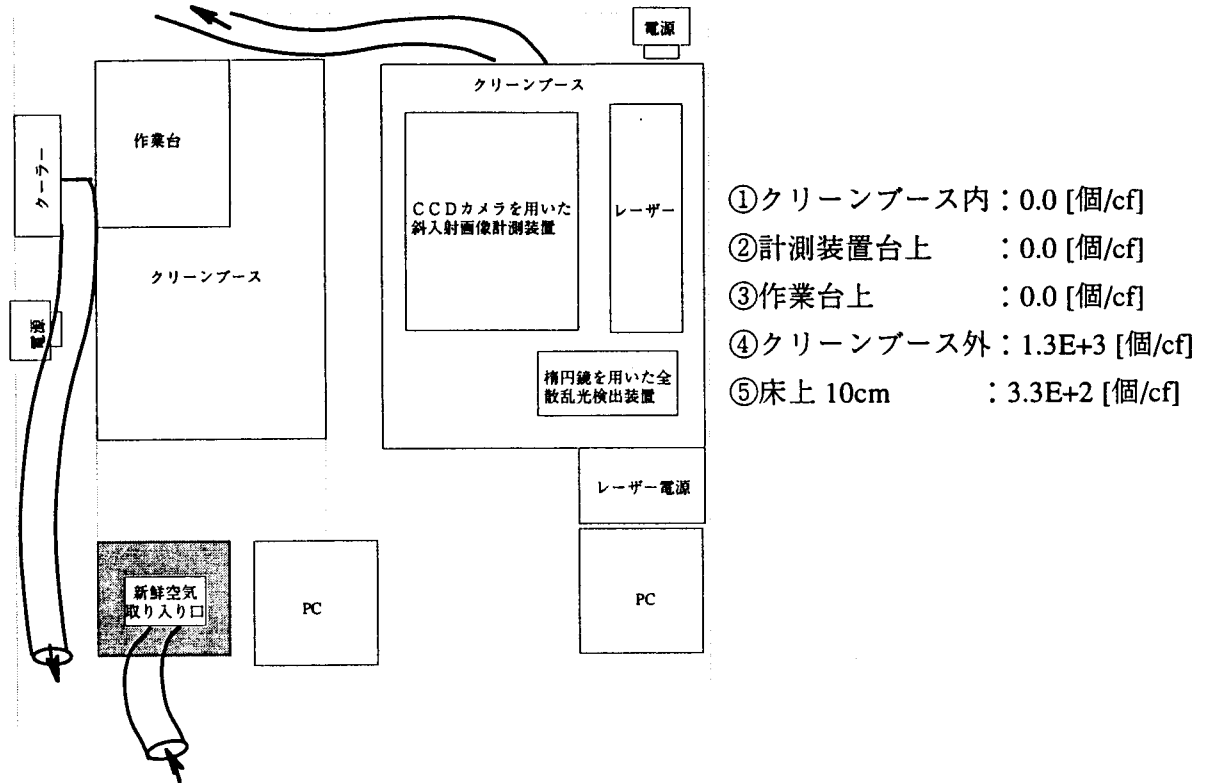 電源
クリーンブース
作業台
クーラー
CCDカメラを用いた
斜入射画像計測装置
レーザー
クリーンブース
電源
楕円鏡を用いた全
散乱光検出装置
レーザー電源
新鮮空気
取り入り口
PC
PC
①クリーンブース内：0.0 [個/cf]
②計測装置台上　　：0.0 [個/cf]
③作業台上　　　　：0.0 [個/cf]
④クリーンブース外：1.3E+3 [個/cf]
⑤床上 10cm　　　：3.3E+2 [個/cf]